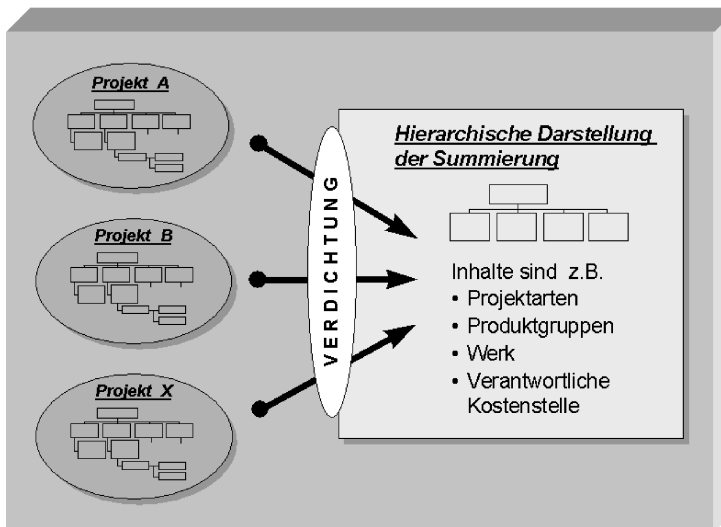 Projekt A
Projekt B
Projekt X
VERDICHTUNG
Hierarchische Darstellung
der Summierung
Inhalte sind z.B.
• Projektarten
• Produktgruppen
• Werk
• Verantwortliche
Kostenstelle